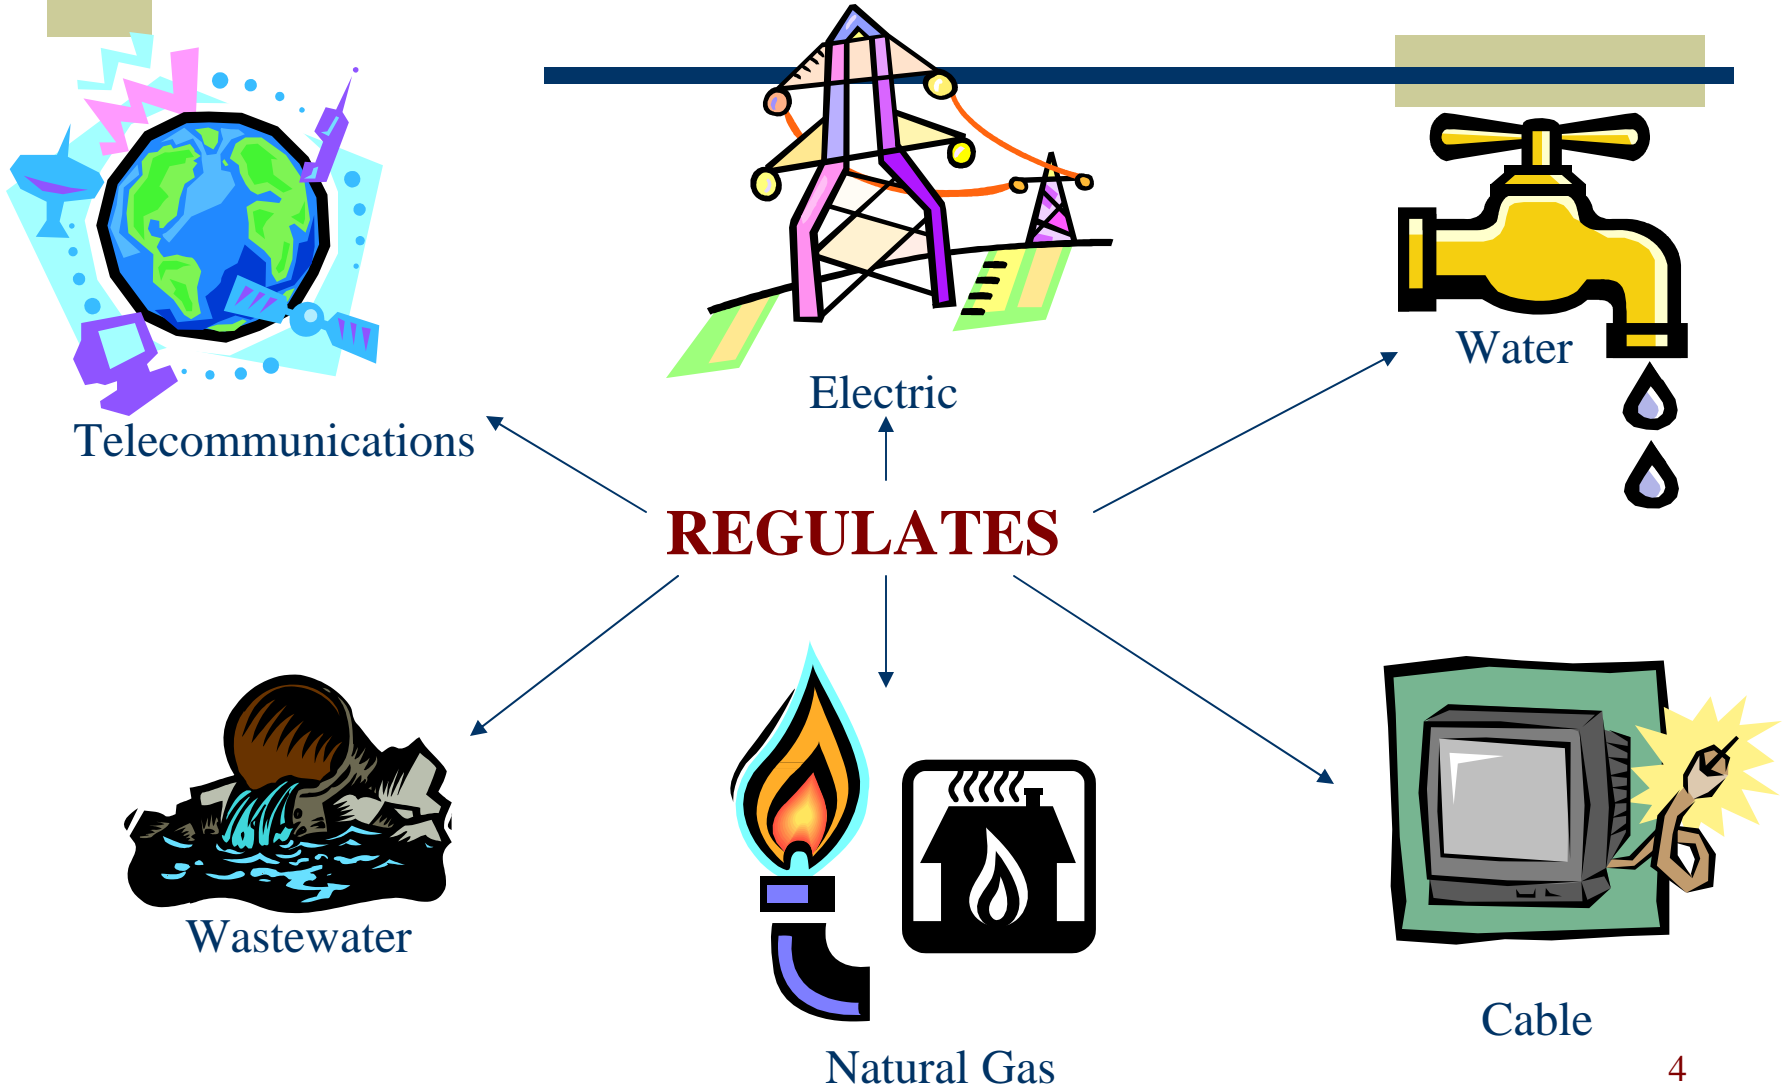 Telecommunications
Electric
Water
REGULATES
Wastewater
Natural Gas
Cable
4